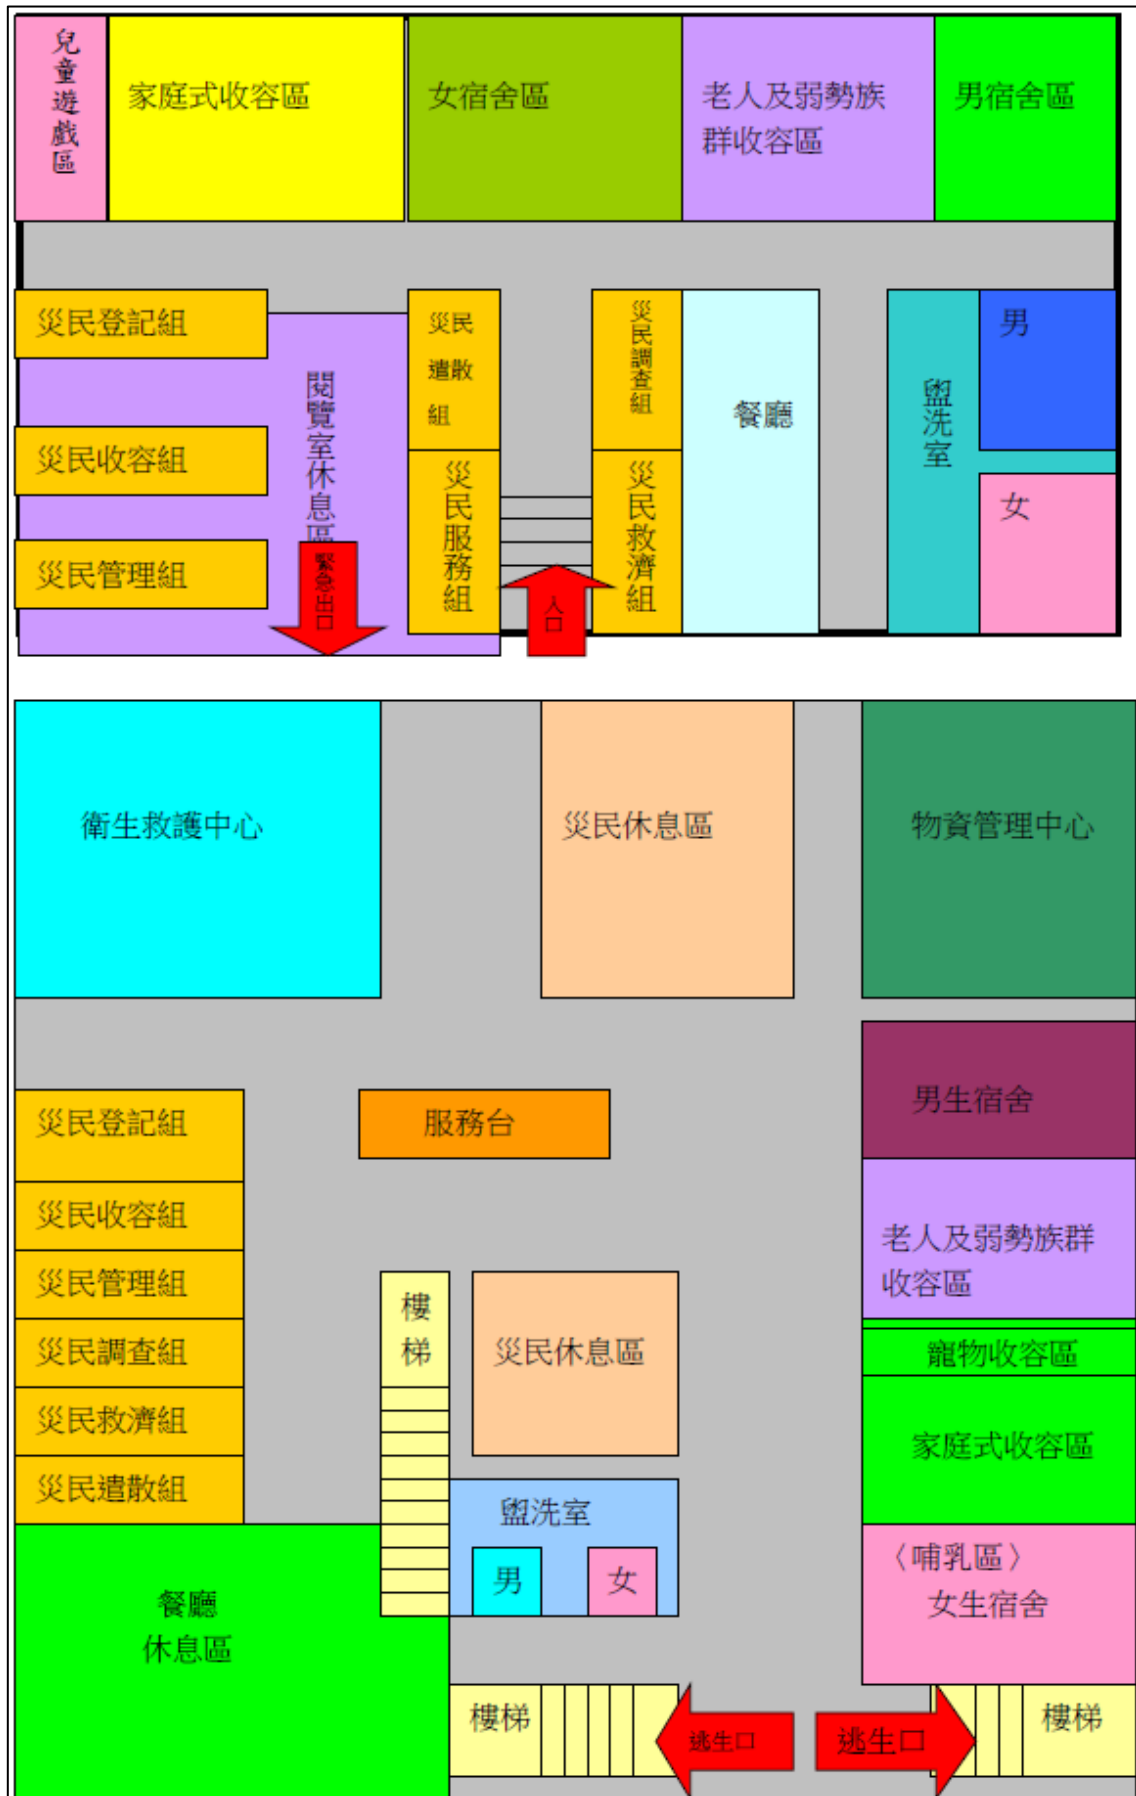 兒童遊戲區
家庭式收容區
女宿舍區
老人及弱勢族
群收容區
男宿舍區
災民登記組
災民收容組
災民管理組
閱覽室休息區
緊急出口
災民
遣散
組
災民服務組
入口
災民調查組
災民救濟組
餐廳
盥洗室
男
女
衛生救護中心
災民休息區
物資管理中心
災民登記組
災民收容組
災民管理組
災民調查組
災民救濟組
災民遣散組
服務台
樓
梯
災民休息區
盥洗室
男
女
男生宿舍
老人及弱勢族群
收容區
寵物收容區
家庭式收容區
〈哺乳區〉
女生宿舍
餐廳
休息區
樓梯
逃生口
逃生口
樓梯